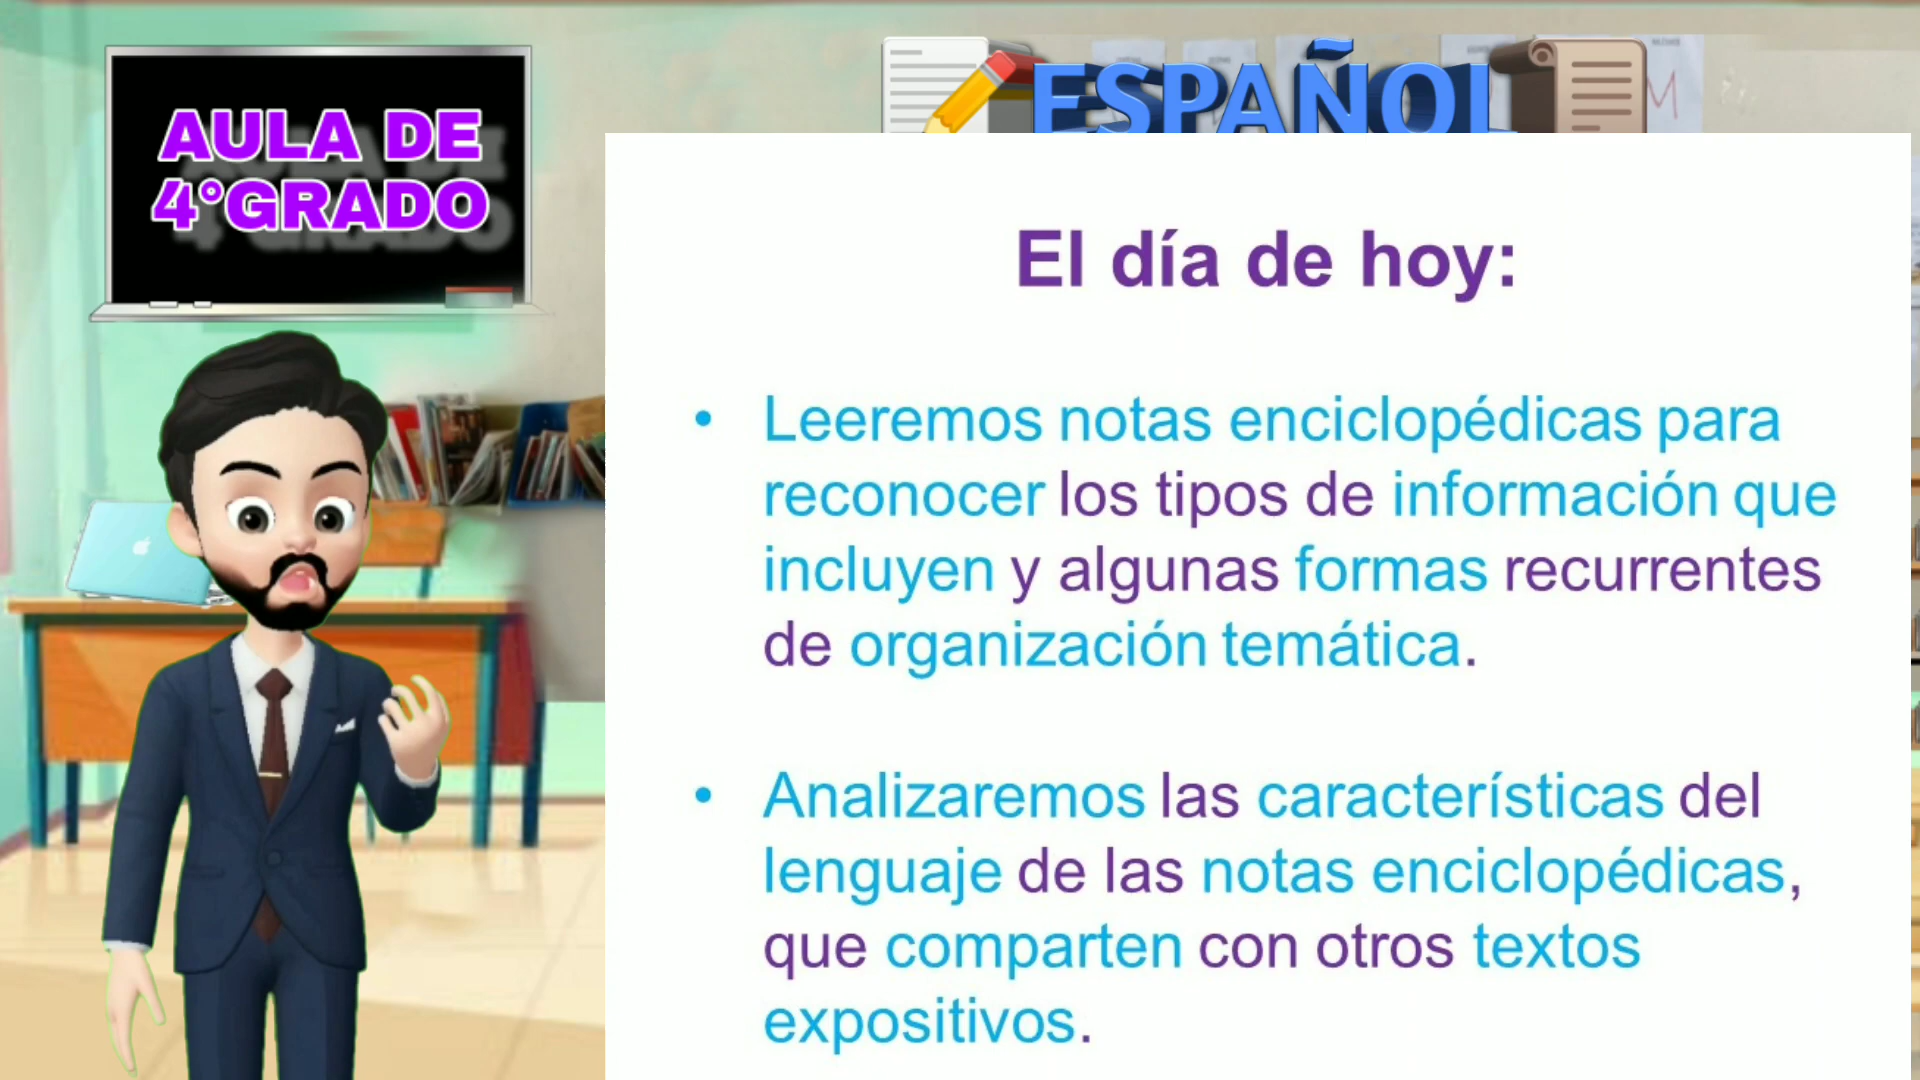 AULA DE
4°GRADO
ESPAÑOL
El día de hoy:
• Leeremos notas enciclopédicas para
reconocer los tipos de información que
incluyen y algunas formas recurrentes
de organización temática.
• Analizaremos las características del
lenguaje de las notas enciclopédicas,
que comparten con otros textos
expositivos.